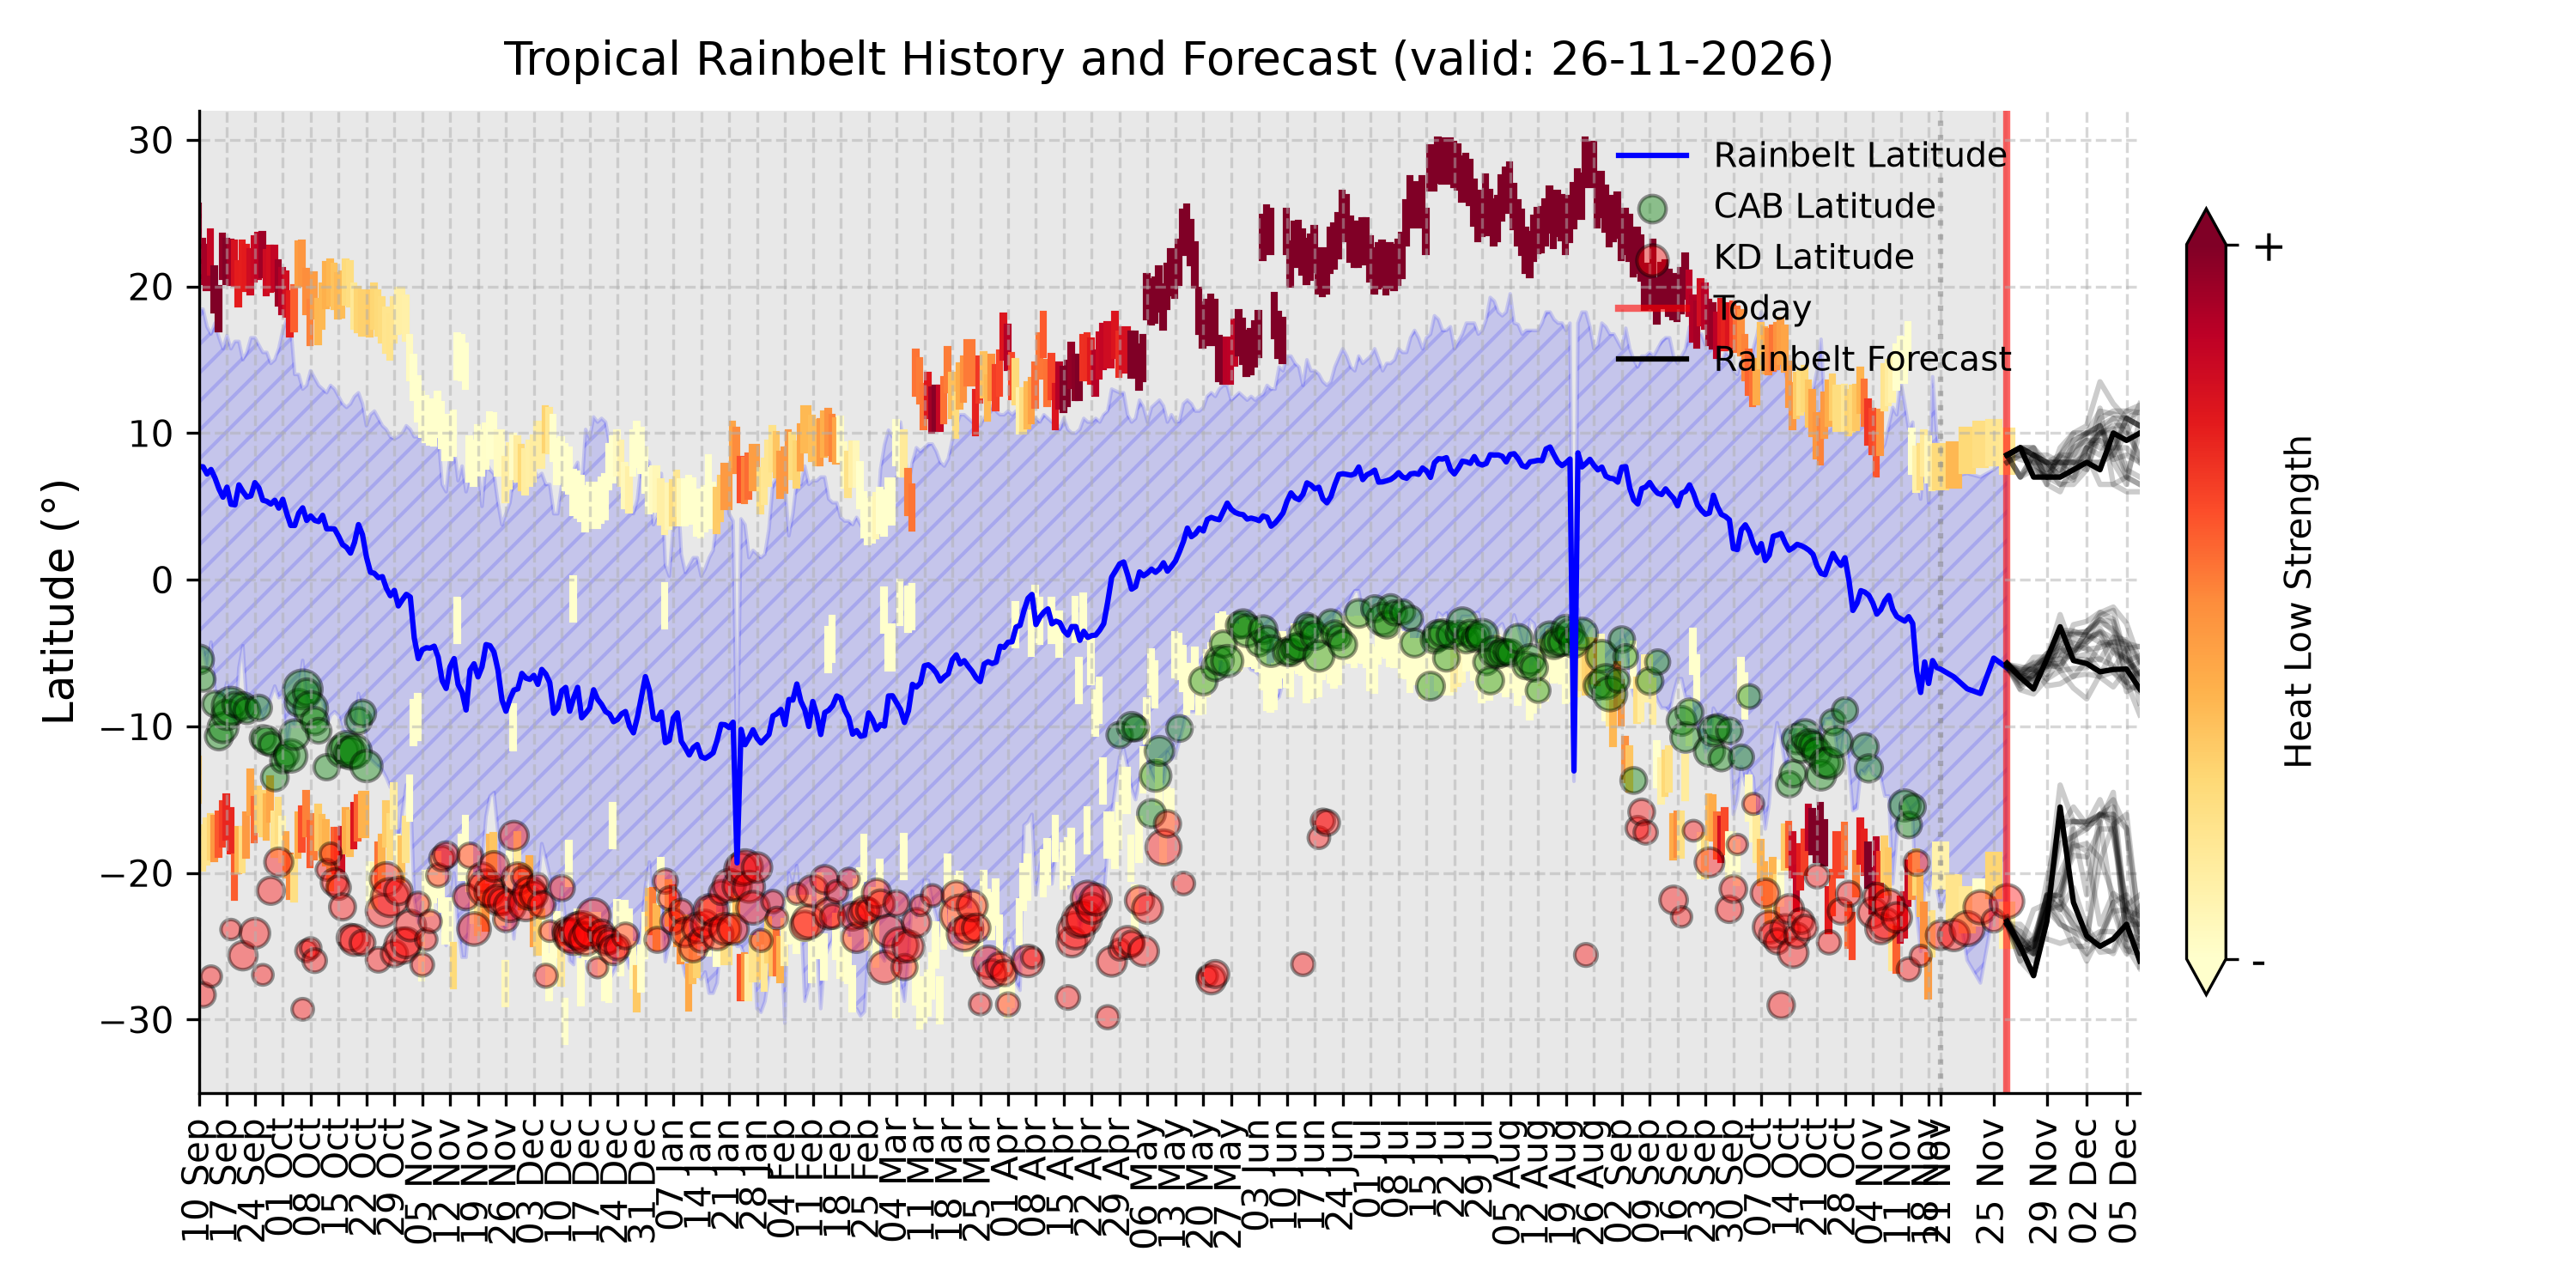 Tropical Rainbelt History and Forecast (valid: 26-11-2026)
Latitude (°)
30
20
10
0
−10
−20
−30
Rainbelt Latitude
CAB Latitude
KD Latitude
Today
Rainbelt Forecast
10 Sep
17 Sep
24 Sep
01 Oct
08 Oct
15 Oct
22 Oct
29 Oct
05 Nov
12 Nov
19 Nov
26 Nov
03 Dec
10 Dec
17 Dec
24 Dec
31 Dec
07 Jan
14 Jan
21 Jan
28 Jan
04 Feb
11 Feb
18 Feb
25 Feb
04 Mar
11 Mar
18 Mar
25 Mar
01 Apr
08 Apr
15 Apr
22 Apr
29 Apr
06 May
13 May
20 May
27 May
03 Jun
10 Jun
17 Jun
24 Jun
01 Jul
08 Jul
15 Jul
22 Jul
29 Jul
05 Aug
12 Aug
19 Aug
26 Aug
02 Sep
09 Sep
16 Sep
23 Sep
30 Sep
07 Oct
14 Oct
21 Oct
28 Oct
04 Nov
11 Nov
18 Nov
21 Nov
25 Nov
29 Nov
02 Dec
05 Dec
+
-
Heat Low Strength